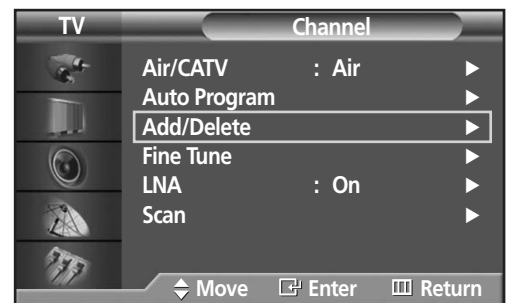 TV Channel
Air/CATV : Air
Auto Program
Add/Delete
Fine Tune
LNA : On
Scan
Move Enter Return